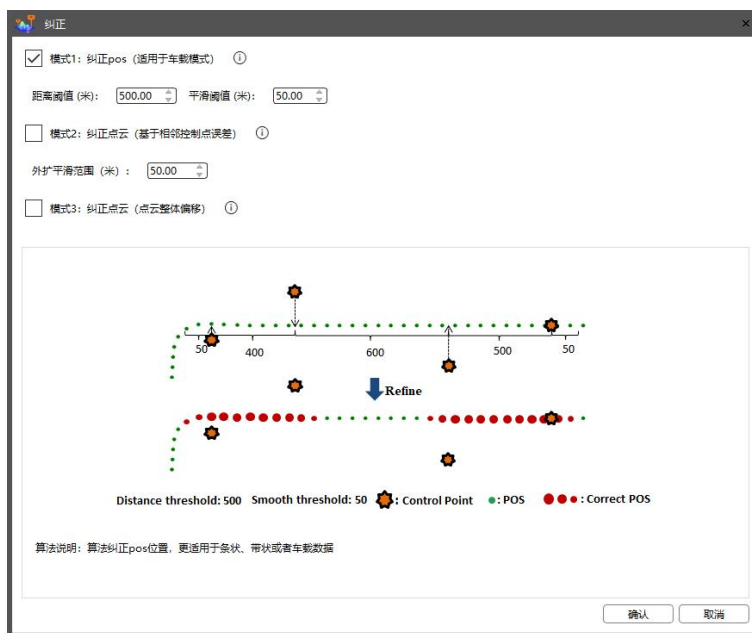 纠正
模式1：纠正pos（适用于车载模式）
距离阈值 (米)： 500.00 平滑阈值 (米)： 50.00
模式2：纠正点云（基于相邻控制点误差）
外扩平滑范围（米）： 50.00
模式3：纠正点云（点云整体偏移）
50 400 600 500 50
Refine
Distance threshold: 500 Smooth threshold: 50 : Control Point : POS : Correct POS
算法说明：算法纠正pos位置，更适用于条状、带状或者车载数据
确认 取消